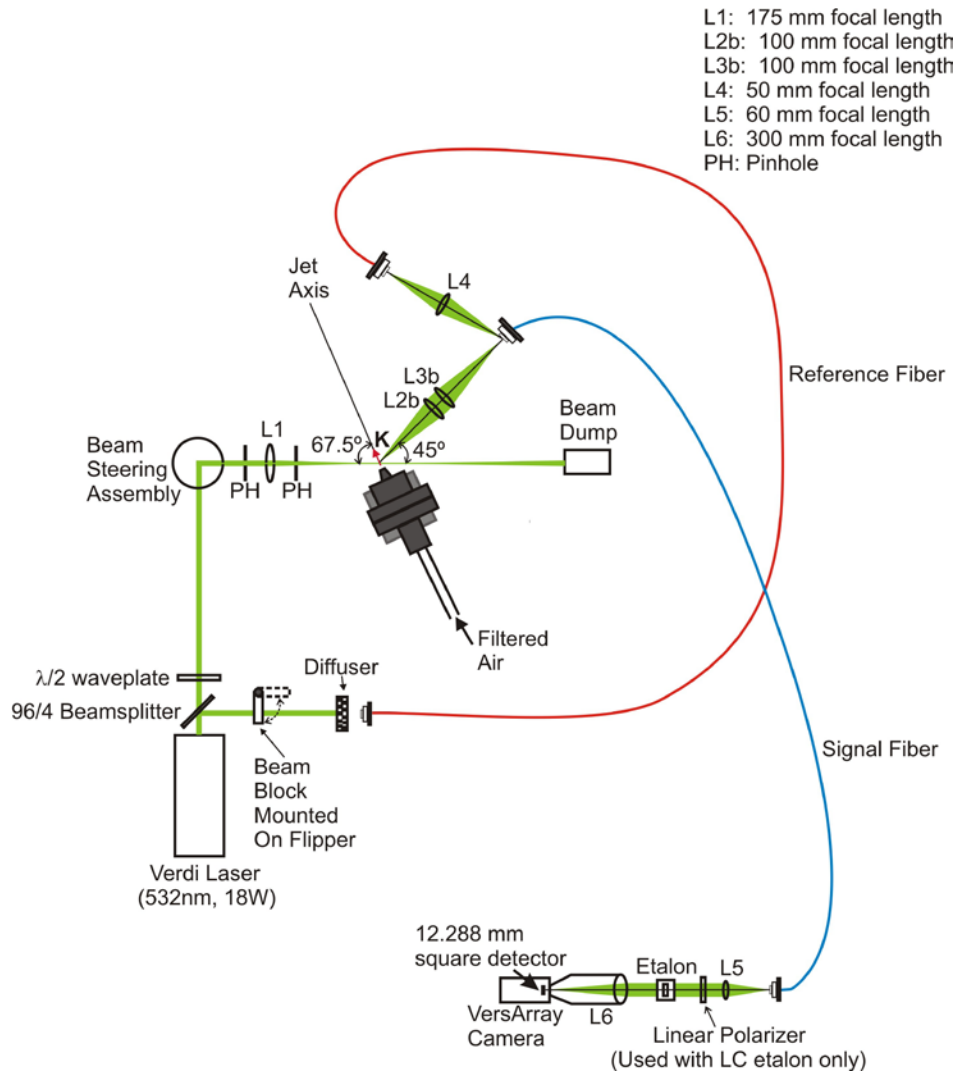 L1: 175 mm focal length
L2b: 100 mm focal length
L3b: 100 mm focal length
L4: 50 mm focal length
L5: 60 mm focal length
L6: 300 mm focal length
PH: Pinhole
Jet
Axis
L4
Reference Fiber
L3b
L2b
Beam
Dump
Beam
Steering
Assembly
L1
67.5º
K
45º
PH
PH
Filtered
Air
λ/2 waveplate
Diffuser
96/4 Beamsplitter
Signal Fiber
Beam
Block
Mounted
On Flipper
Verdi Laser
(532nm, 18W)
12.288 mm
square detector
Etalon
L5
VersArray
Camera
L6
Linear Polarizer
(Used with LC etalon only)